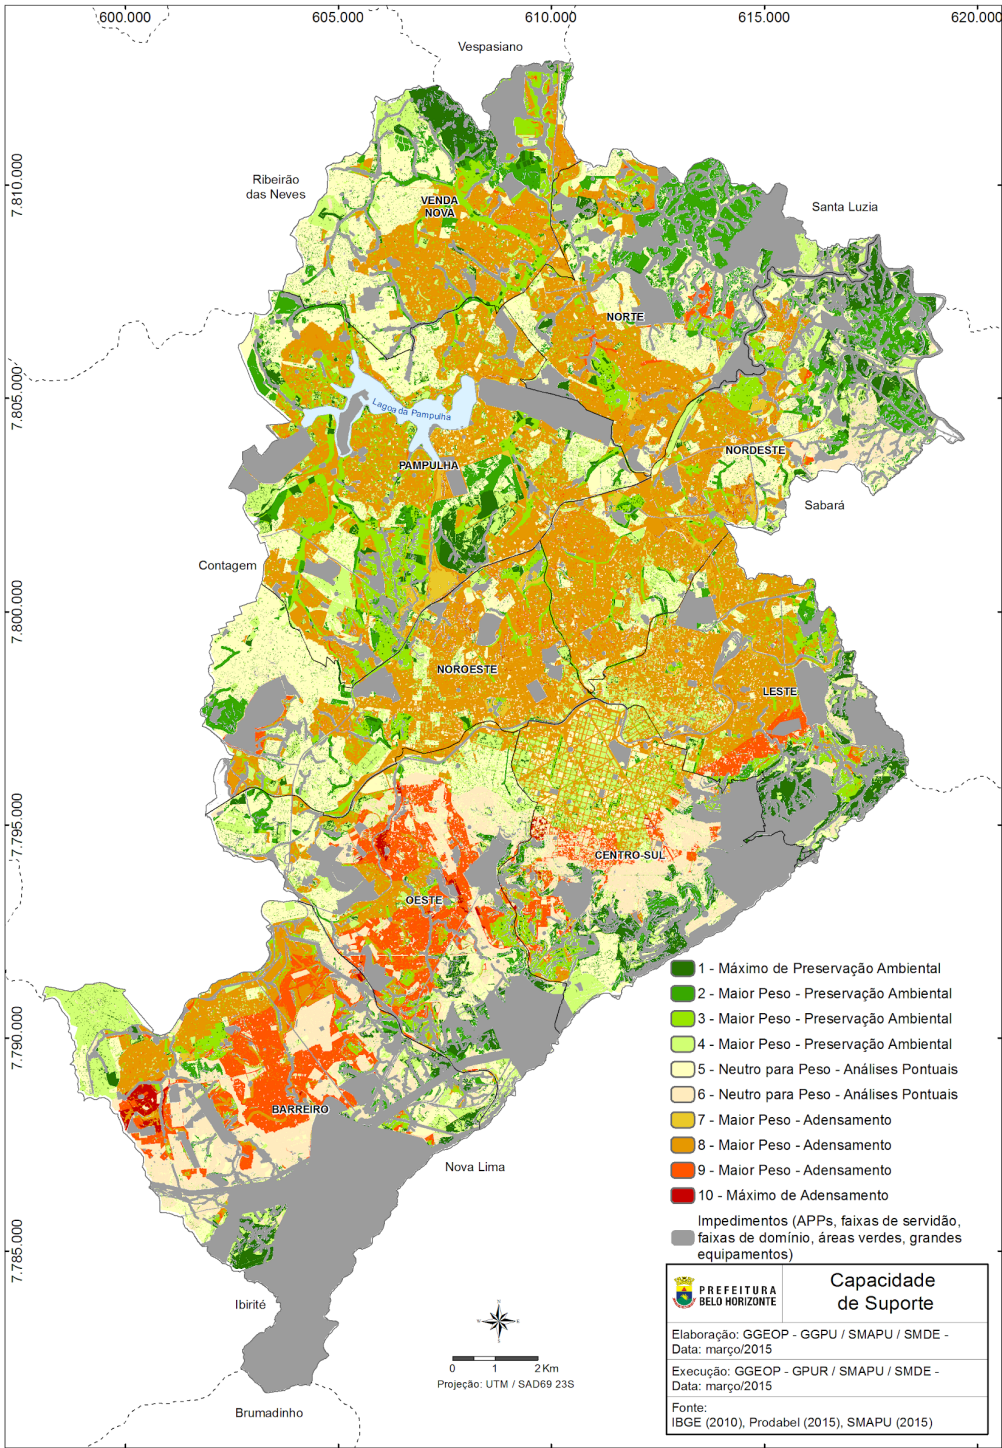 600.000
605.000
610.000
615.000
620.000
Vespasiano
7.810.000
Ribeirão
das Neves
VENDA
NOVA
Santa Luzia
NORTE
7.805.000
Lagoa da Pampulha
PAMPULHA
NORDESTE
Sabará
Contagem
7.800.000
NOROESTE
LESTE
7.795.000
CENTRO-SUL
OESTE
7.790.000
BARREIRO
Nova Lima
7.785.000
Ibirité
Brumadinho
1 - Máximo de Preservação Ambiental
2 - Maior Peso - Preservação Ambiental
3 - Maior Peso - Preservação Ambiental
4 - Maior Peso - Preservação Ambiental
5 - Neutro para Peso - Análises Pontuais
6 - Neutro para Peso - Análises Pontuais
7 - Maior Peso - Adensamento
8 - Maior Peso - Adensamento
9 - Maior Peso - Adensamento
10 - Máximo de Adensamento
Impedimentos (APPs, faixas de servidão,
faixas de domínio, áreas verdes, grandes
equipamentos)
N
W E
S
0 1 2 Km
Projeção: UTM / SAD69 23S
PREFEITURA
BELO HORIZONTE
Capacidade
de Suporte
Elaboração: GGEOP - GGPU / SMAPU / SMDE -
Data: março/2015
Execução: GGEOP - GPUR / SMAPU / SMDE -
Data: março/2015
Fonte:
IBGE (2010), Prodabel (2015), SMAPU (2015)